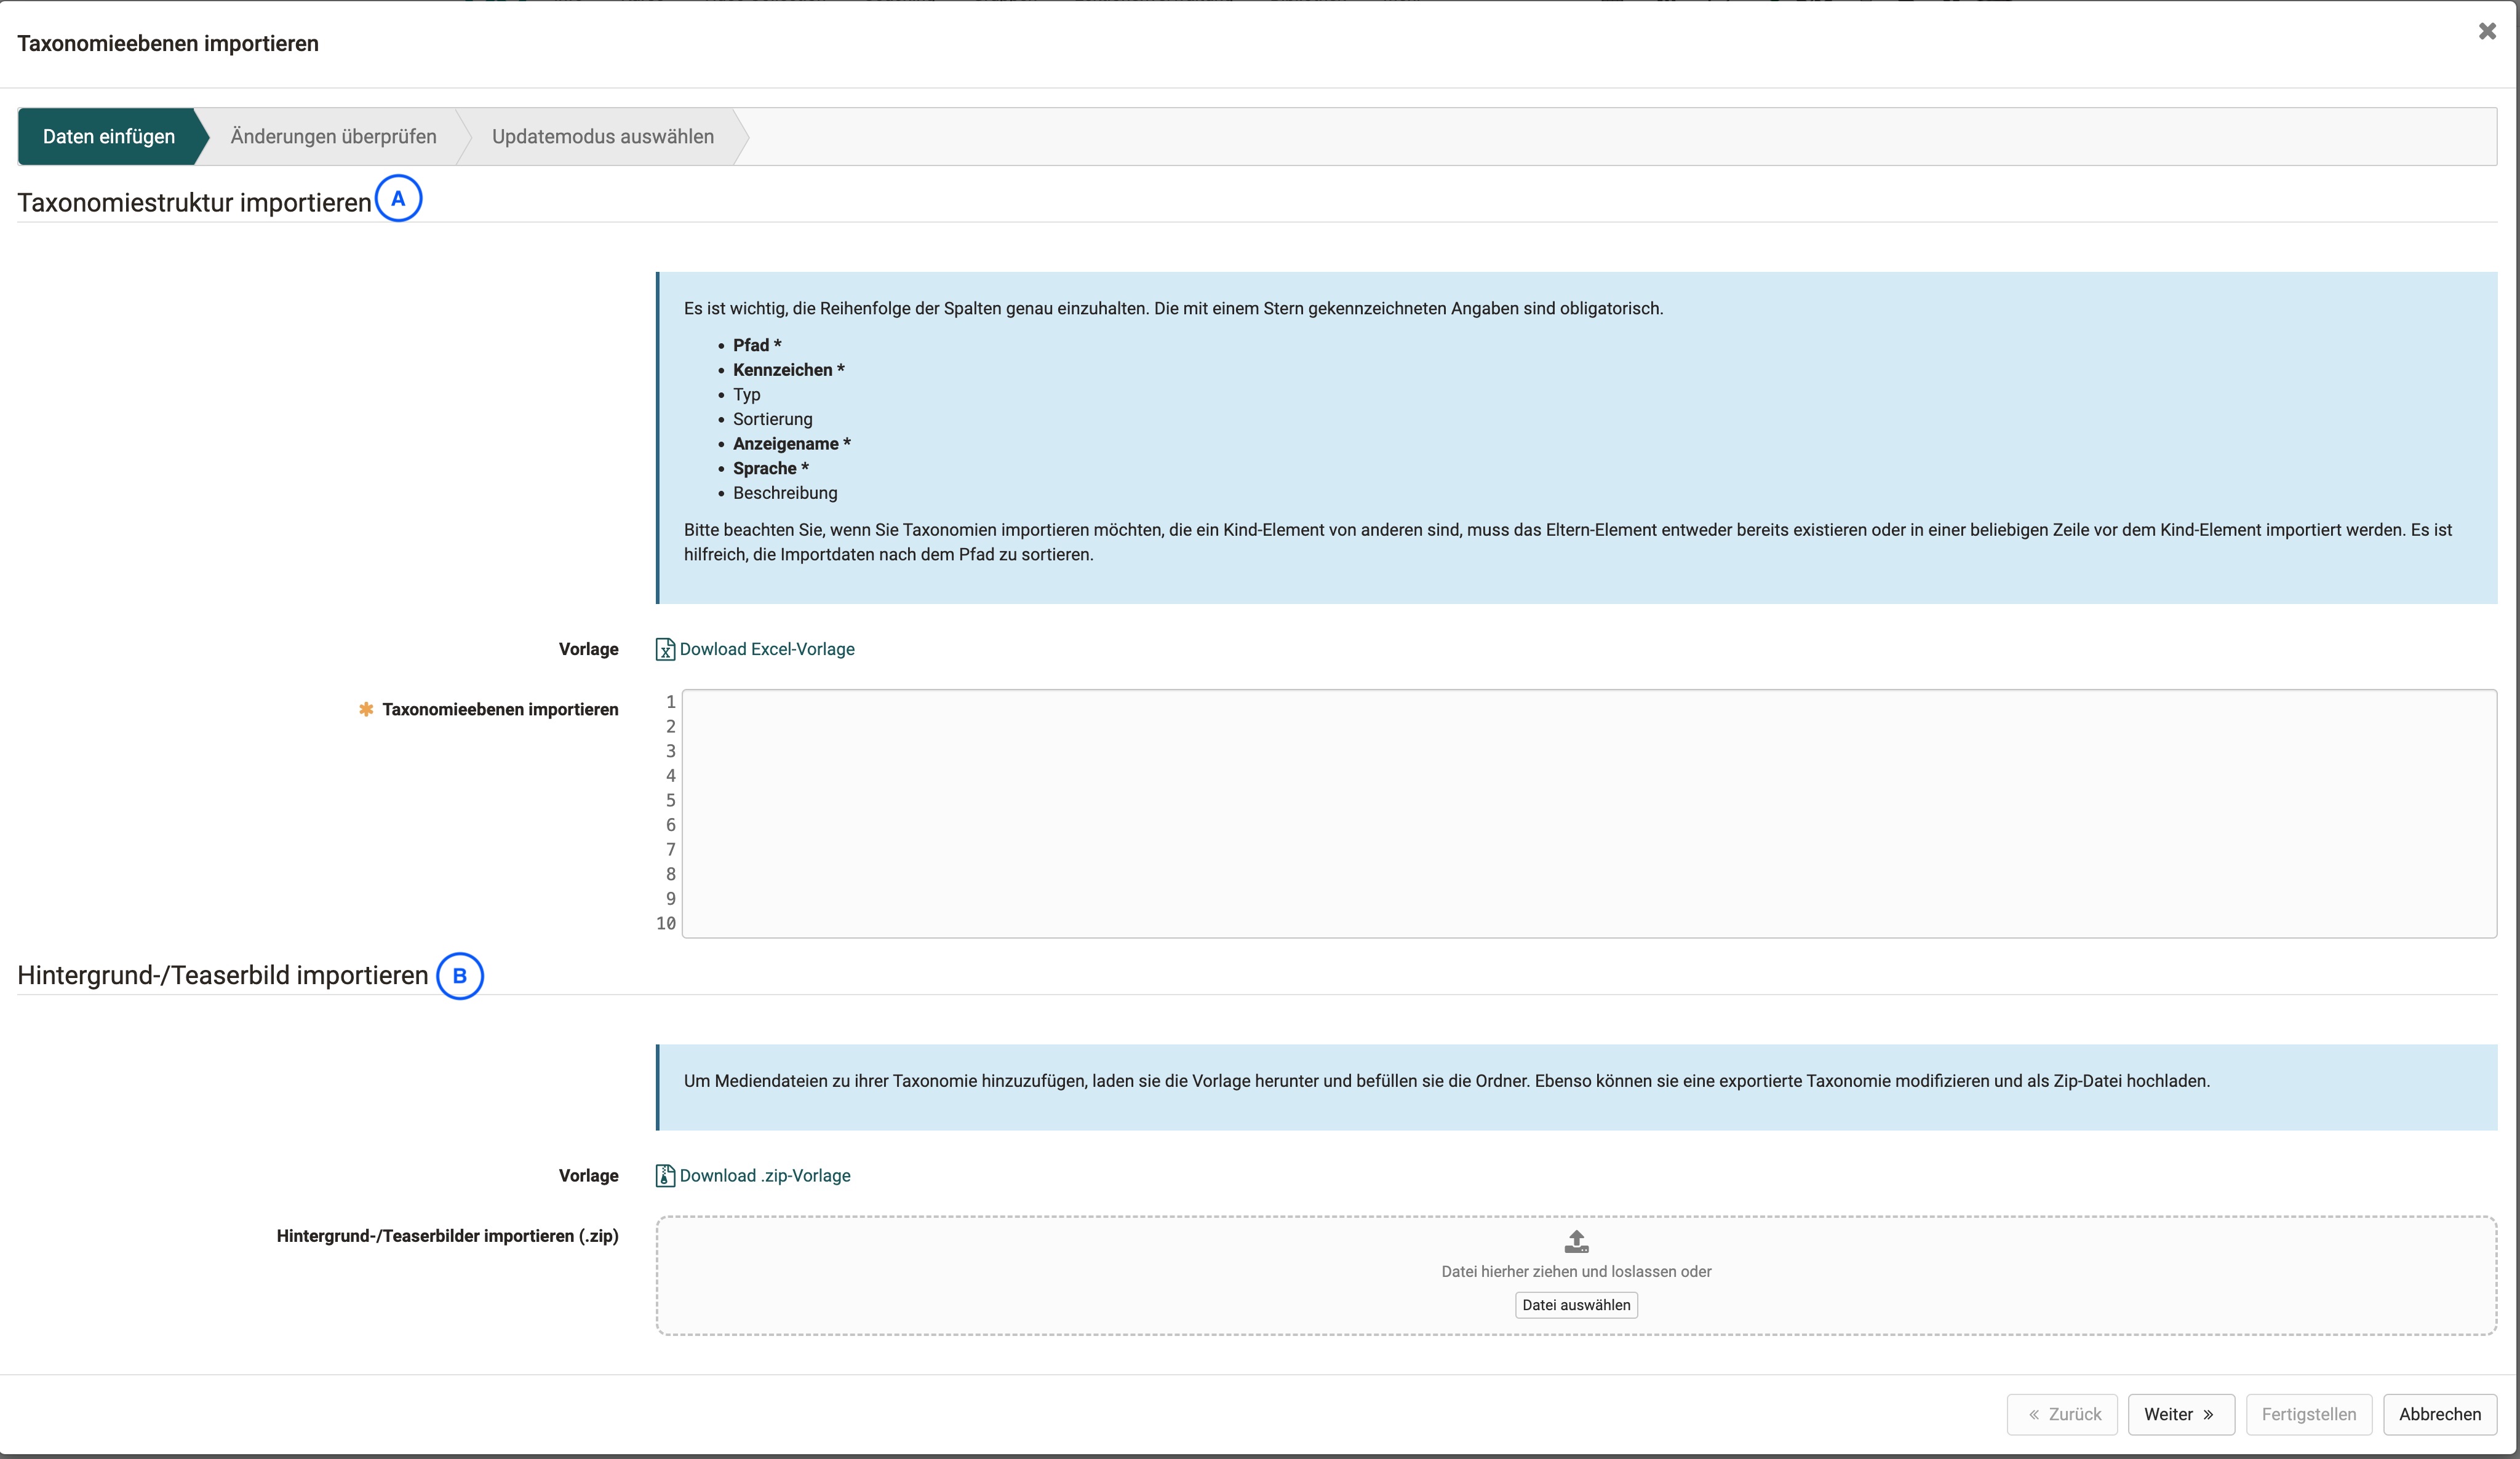 Taxonomieebenen importieren
Daten einfügen
Änderungen überprüfen
Updatemodus auswählen
Taxonomiestruktur importieren
A
Es ist wichtig, die Reihenfolge der Spalten genau einzuhalten. Die mit einem Stern gekennzeichneten Angaben sind obligatorisch.
• Pfad *
• Kennzeichen *
• Typ
• Sortierung
• Anzeigename *
• Sprache *
• Beschreibung
Bitte beachten Sie, wenn Sie Taxonomien importieren möchten, die ein Kind-Element von anderen sind, muss das Eltern-Element entweder bereits existieren oder in einer beliebigen Zeile vor dem Kind-Element importiert werden. Es ist
hilfreich, die Importdaten nach dem Pfad zu sortieren.
Vorlage
Dowload Excel-Vorlage
Taxonomieebenen importieren
1
2
3
4
5
6
7
8
9
10
Hintergrund-/Teaserbild importieren
B
Um Mediendateien zu ihrer Taxonomie hinzuzufügen, laden sie die Vorlage herunter und befüllen sie die Ordner. Ebenso können sie eine exportierte Taxonomie modifizieren und als Zip-Datei hochladen.
Vorlage
Download .zip-Vorlage
Hintergrund-/Teaserbilder importieren (.zip)
Datei hierher ziehen und loslassen oder
Datei auswählen
« Zurück
Weiter »
Fertigstellen
Abbrechen